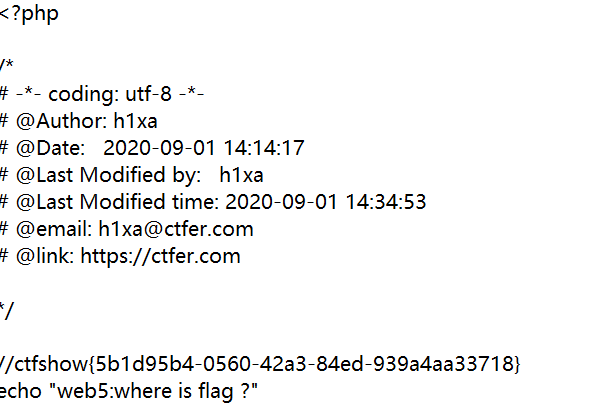 <?php
/*
# -*- coding: utf-8 -*-
# @Author: h1xa
# @Date:   2020-09-01 14:14:17
# @Last Modified by:   h1xa
# @Last Modified time: 2020-09-01 14:34:53
# @email: h1xa@ctfer.com
# @link: https://ctfer.com
*/
//ctfshow{5b1d95b4-0560-42a3-84ed-939a4aa33718}
echo "web5:where is flag ?"